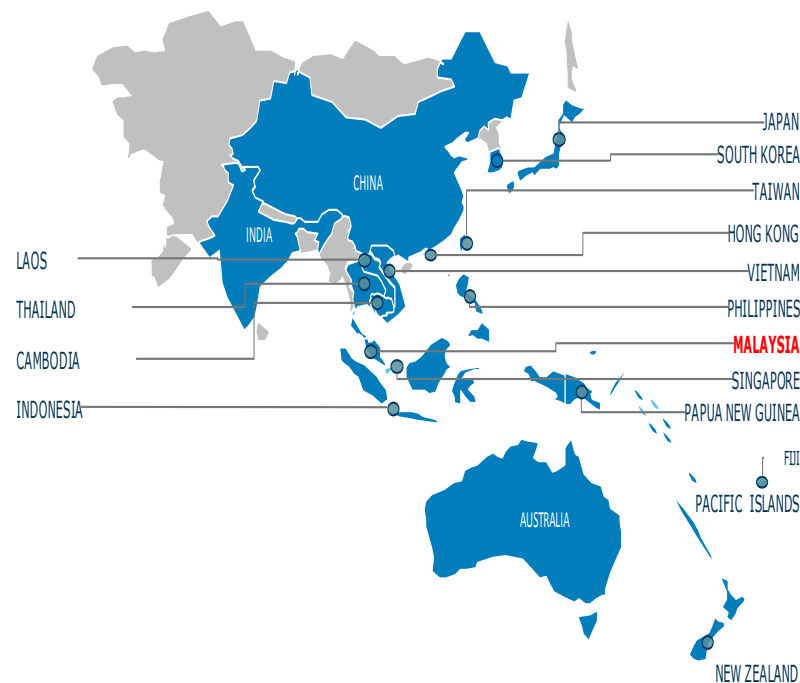 JAPAN
SOUTH KOREA
CHINA
TAIWAN
INDIA
HONG KONG
LAOS
VIETNAM
THAILAND
PHILIPPINES
MALAYSIA
CAMBODIA
SINGAPORE
INDONESIA
PAPUA NEW GUINEA
FIJI
PACIFIC ISLANDS
AUSTRALIA
NEW ZEALAND